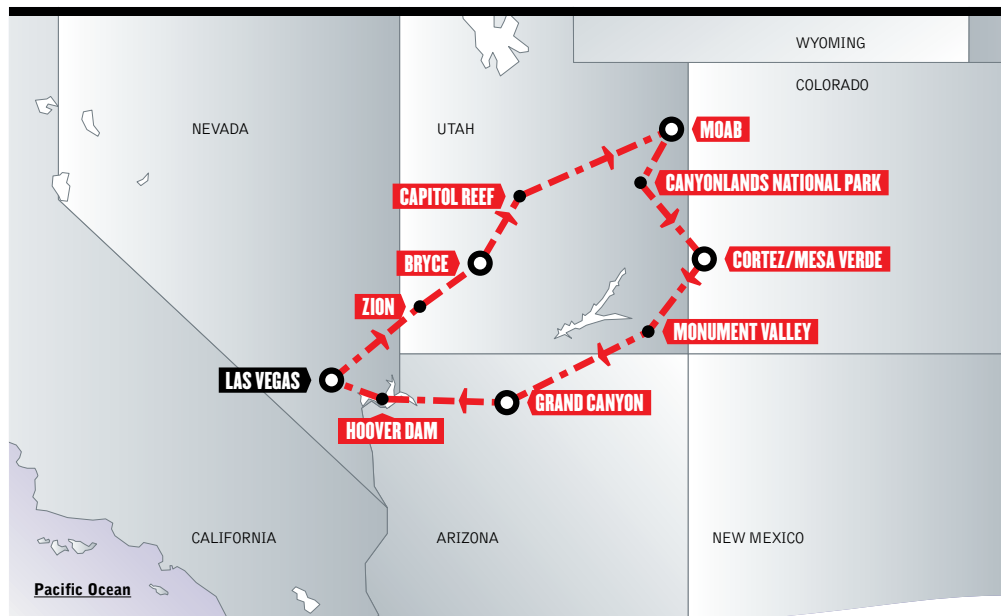 WYOMING
COLORADO
NEVADA
UTAH
MOAB
CANYONLANDS NATIONAL PARK
CAPITOL REEF
BRYCE
CORTEZ/MESA VERDE
ZION
MONUMENT VALLEY
LAS VEGAS
GRAND CANYON
HOOVER DAM
CALIFORNIA
ARIZONA
NEW MEXICO
Pacific Ocean